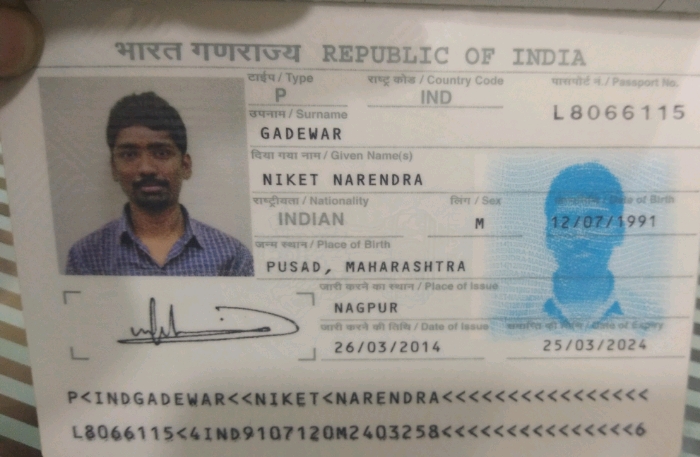 भारत गणराज्य REPUBLIC OF INDIA
टाईप / Type राष्ट्र कोड / Country Code पासपोर्ट नं. / Passport No.
P IND L8066115
उपनाम / Surname
GADEWAR
दिया गया नाम / Given Name(s)
NIKET NARENDRA
राष्ट्रीयता / Nationality लिंग / Sex Date of Birth
INDIAN M 12/07/1991
जन्म स्थान / Place of Birth
PUSAD, MAHARASHTRA
जारी करने का स्थान / Place of Issue
NAGPUR
जारी करने की तिथि / Date of Issue समाप्ति की तिथि / Date of Expiry
26/03/2014 25/03/2024
P<INDGADEWAR<<NIKET<NARENDRA<<<<<<<<<<<<<<<<
L8066115<4IND9107120M2403258<<<<<<<<<<<<<<<6